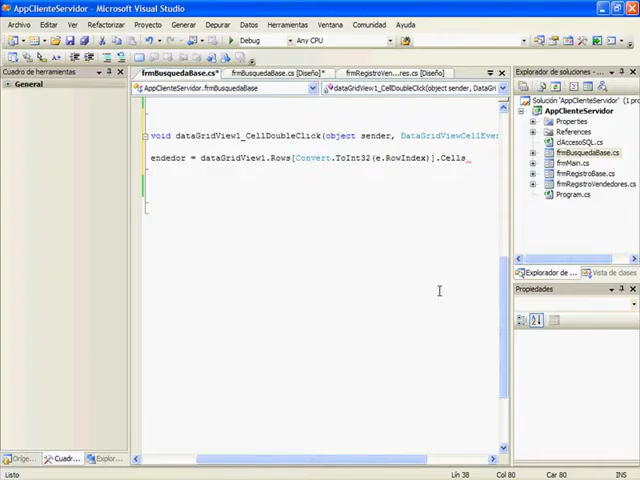 AppClienteServidor - Microsoft Visual Studio
Archivo Editar Ver Refactorizar Proyecto Generar Depurar Datos Herramientas Ventana Comunidad Ayuda
Debug Any CPU
Cuadro de herramientas
General
frmBusquedaBase.cs* frmBusquedaBase.cs [Diseño]* frmRegistroVen...res.cs [Diseño]
AppClienteServidor.frmBusquedaBase dataGridView1_CellDoubleClick(object sender, DataGri
void dataGridView1_CellDoubleClick(object sender, DataGridViewCellEve
endedor = dataGridView1.Rows[Convert.ToInt32(e.RowIndex)].Cells
Explorador de soluciones -
Solución 'AppClienteServidor'
AppClienteServidor
Properties
References
clAccesoSQL.cs
frmBusquedaBase.cs
frmMain.cs
frmRegistroBase.cs
frmRegistroVendedores.cs
Program.cs
Explorador de ... Vista de clases
Propiedades
Oríge... Cuadr... Explor...
Listo Lín 38 Col 80 Car 80 INS